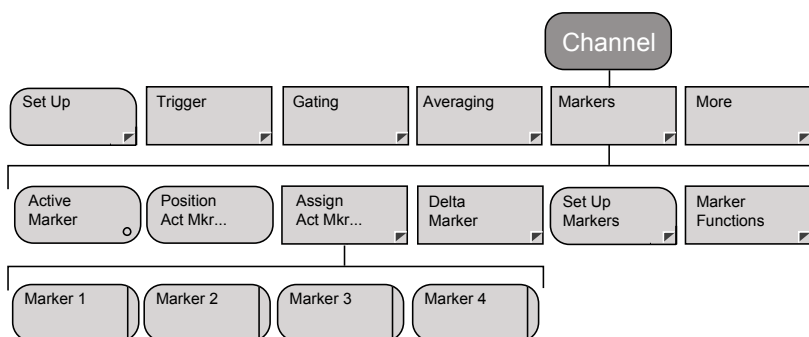 Channel
Set Up
Trigger
Gating
Averaging
Markers
More
Active
Marker
Position
Act Mkr...
Assign
Act Mkr...
Delta
Marker
Set Up
Markers
Marker
Functions
Marker 1
Marker 2
Marker 3
Marker 4